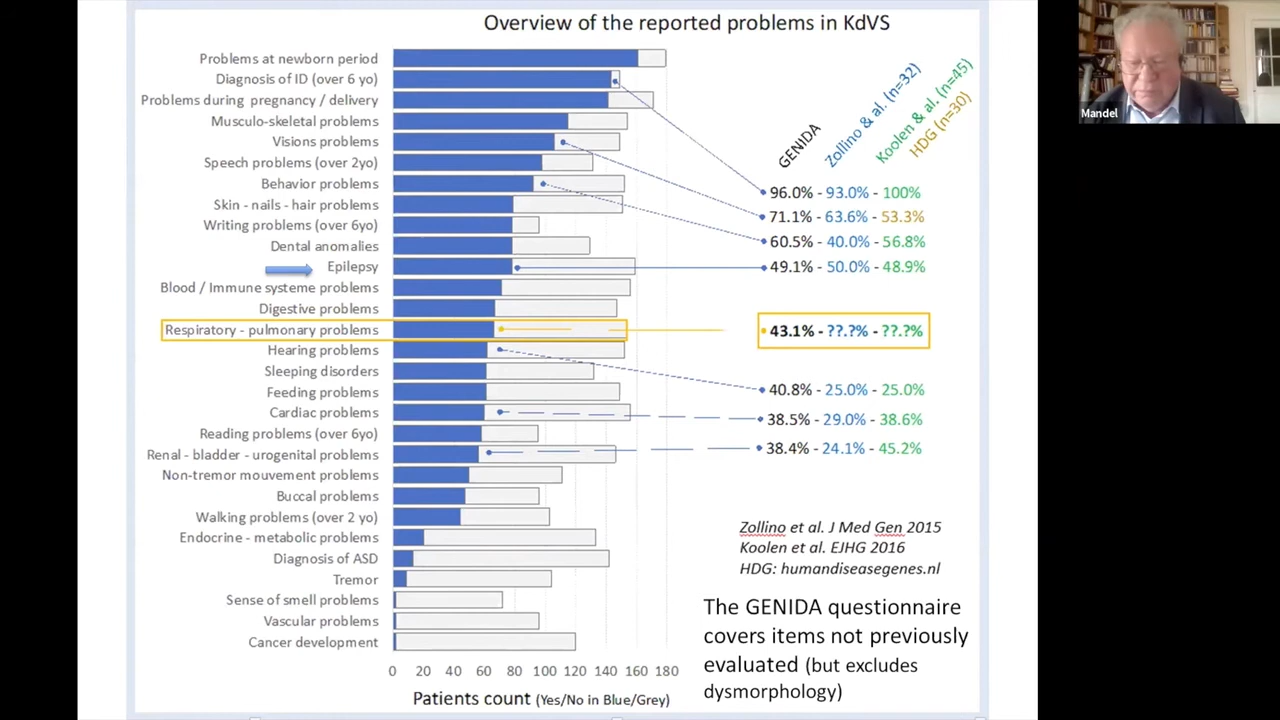 Overview of the reported problems in KdVS
Problems at newborn period
Diagnosis of ID (over 6 yo)
Problems during pregnancy / delivery
Musculo-skeletal problems
Visions problems
Speech problems (over 2yo)
Behavior problems
Skin - nails - hair problems
Writing problems (over 6yo)
Dental anomalies
Epilepsy
Blood / Immune systeme problems
Digestive problems
Respiratory - pulmonary problems
Hearing problems
Sleeping disorders
Feeding problems
Cardiac problems
Reading problems (over 6yo)
Renal - bladder - urogenital problems
Non-tremor mouvement problems
Buccal problems
Walking problems (over 2 yo)
Endocrine - metabolic problems
Diagnosis of ASD
Tremor
Sense of smell problems
Vascular problems
Cancer development
0 20 40 60 80 100 120 140 160 180
Patients count (Yes/No in Blue/Grey)
GENIDA
Zollino & al. (n=32)
Koolen & al. (n=45)
HDG (n=30)
96.0% - 93.0% - 100%
71.1% - 63.6% - 53.3%
60.5% - 40.0% - 56.8%
49.1% - 50.0% - 48.9%
43.1% - ??.?% - ??.?%
40.8% - 25.0% - 25.0%
38.5% - 29.0% - 38.6%
38.4% - 24.1% - 45.2%
Zollino et al. J Med Gen 2015
Koolen et al. EJHG 2016
HDG: humandiseasegenes.nl
The GENIDA questionnaire
covers items not previously
evaluated (but excludes
dysmorphology)
Mandel